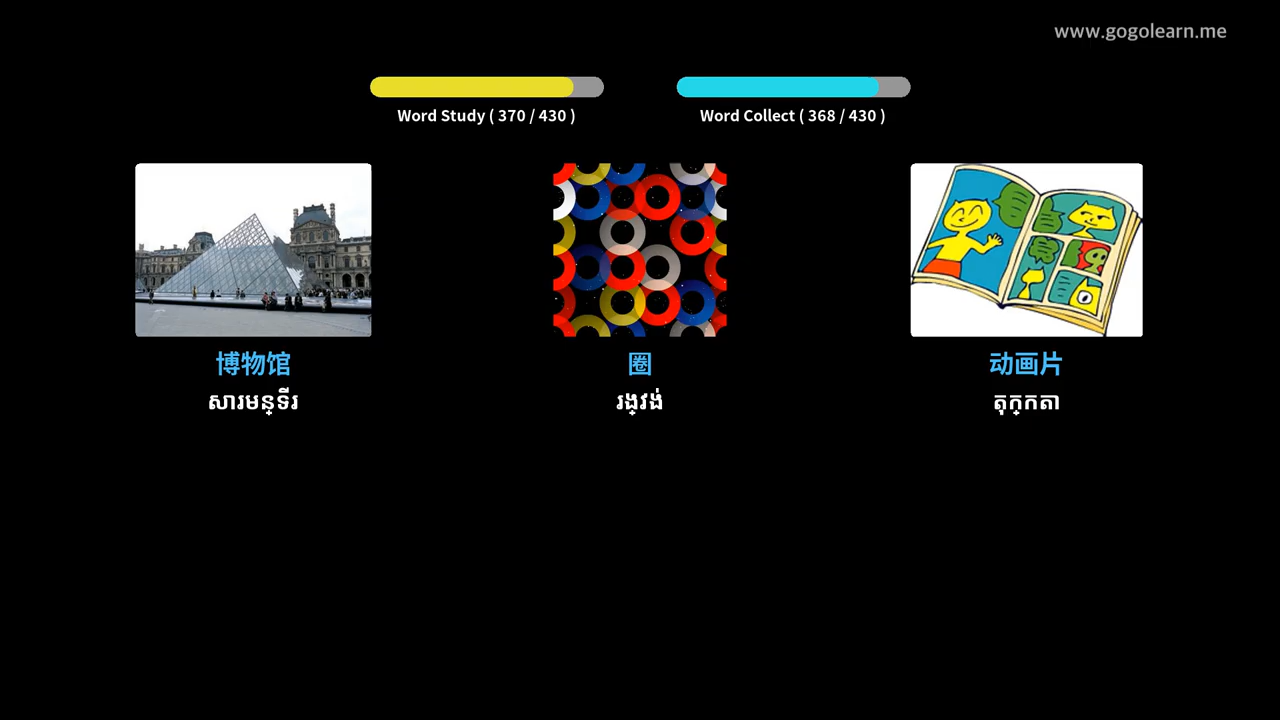 www.gogolearn.me
Word Study ( 370 / 430 )
Word Collect ( 368 / 430 )
博物馆
圈
动画片
សារមន្ទីរ
រង្វង់
តុក្កតា